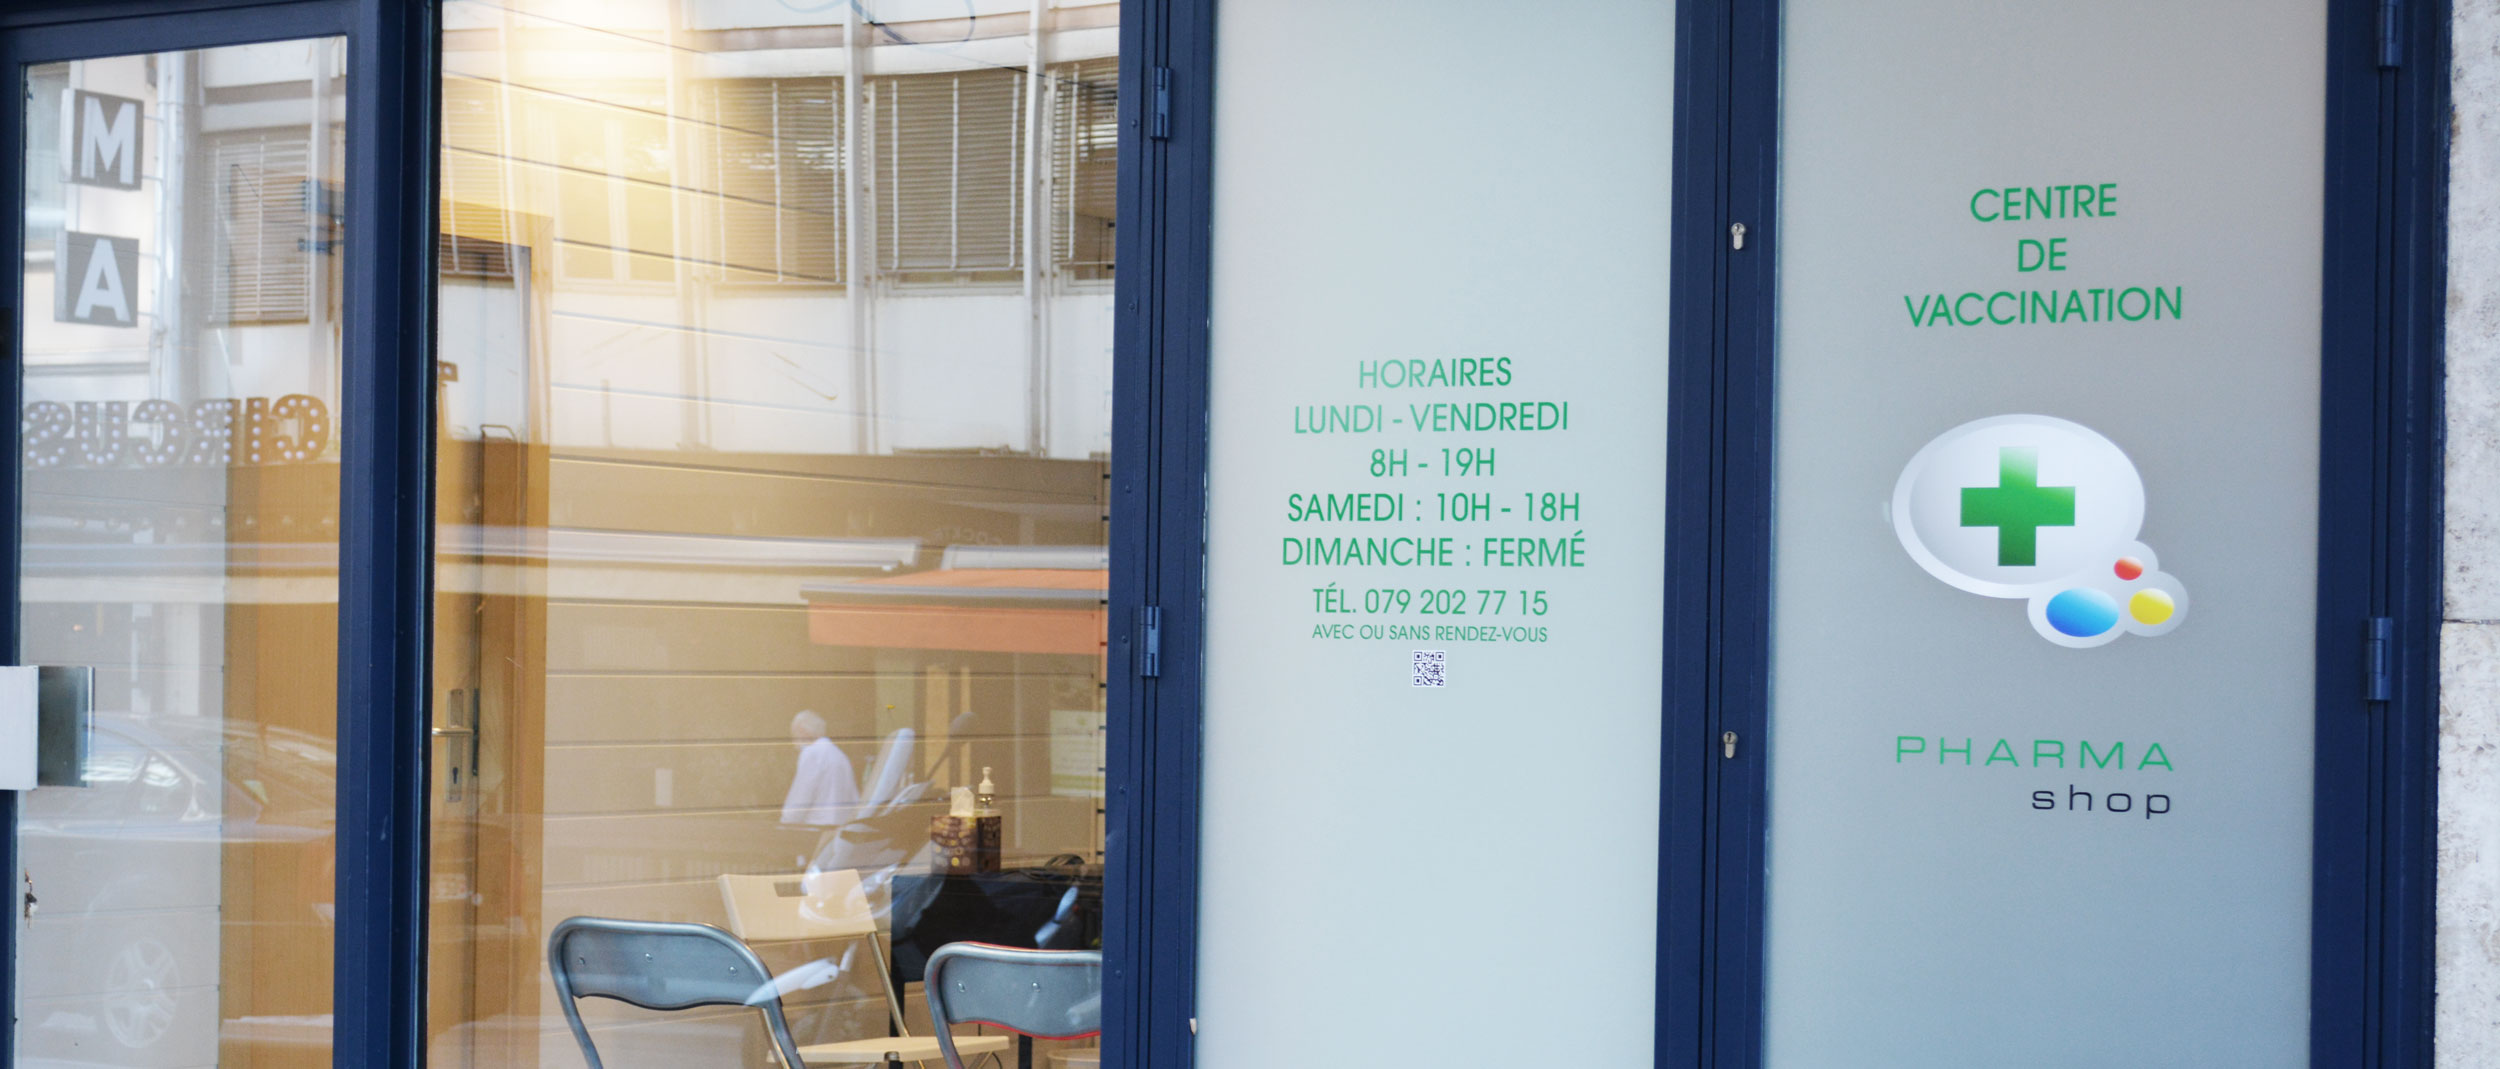 M
A
CIRCUS
HORAIRES
LUNDI - VENDREDI
8H - 19H
SAMEDI : 10H - 18H
DIMANCHE : FERMÉ
TÉL. 079 202 77 15
AVEC OU SANS RENDEZ-VOUS
CENTRE
DE
VACCINATION
PHARMA
shop